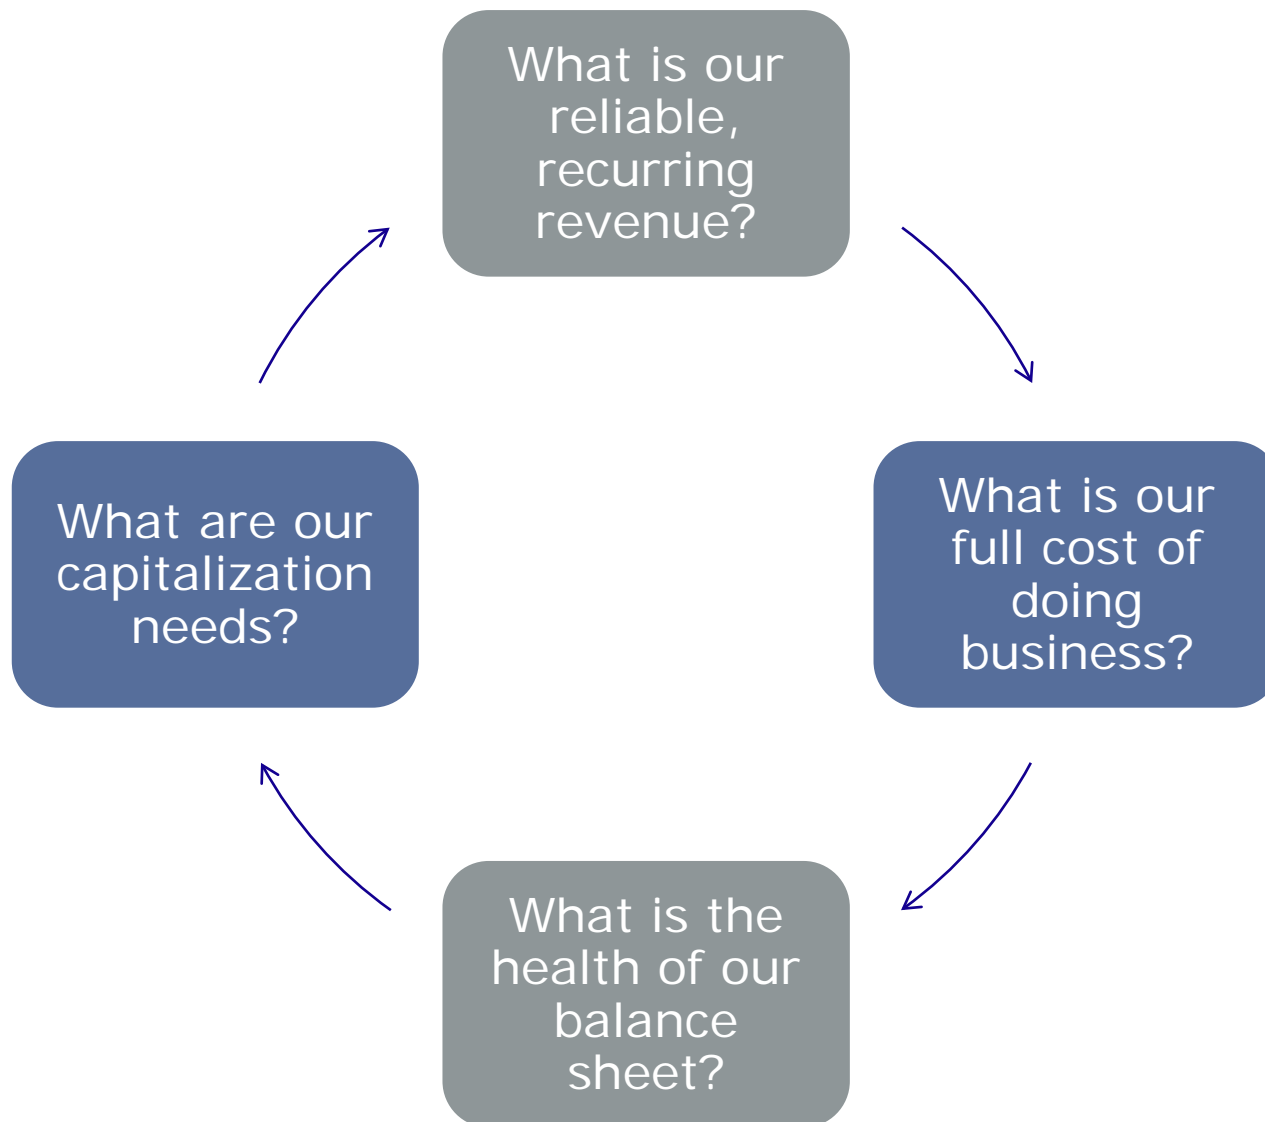 What is our
reliable,
recurring
revenue?
What is our
full cost of
doing
business?
What is the
health of our
balance
sheet?
What are our
capitalization
needs?